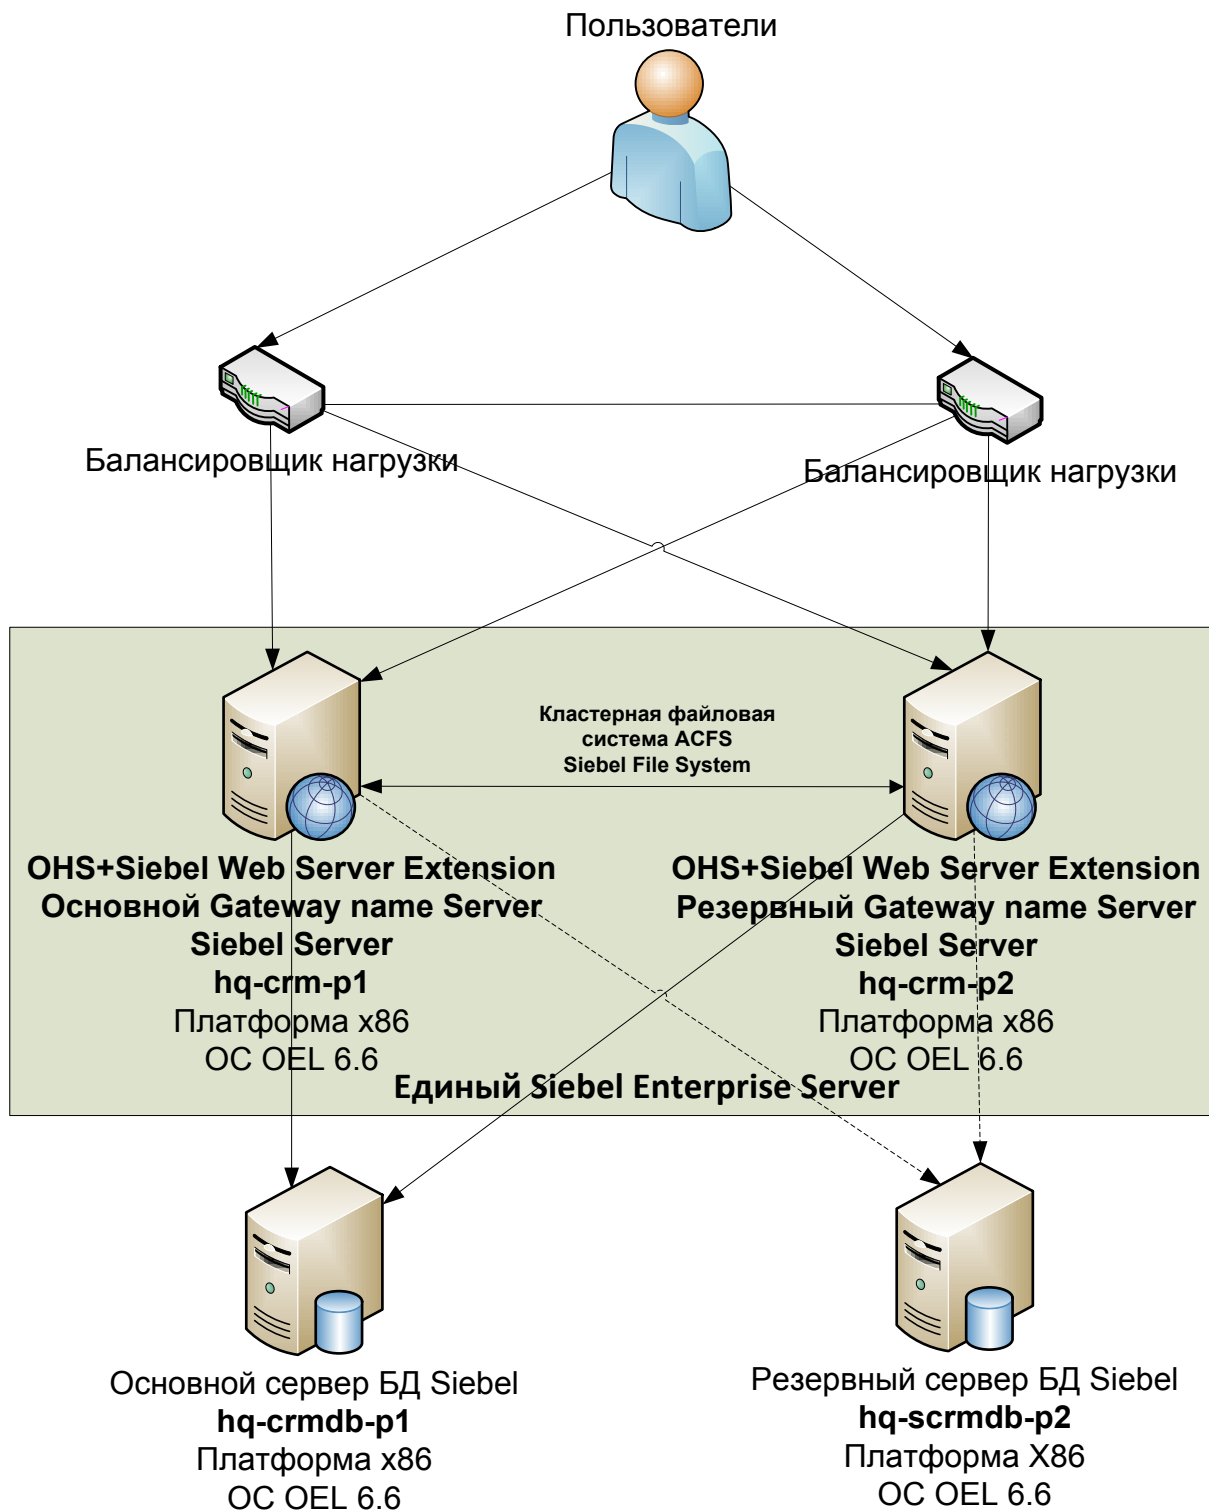 Пользователи
Балансировщик нагрузки
Балансировщик нагрузки
Кластерная файловая
система ACFS
Siebel File System
OHS+Siebel Web Server Extension
Основной Gateway name Server
Siebel Server
hq-crm-p1
Платформа x86
ОС OEL 6.6
OHS+Siebel Web Server Extension
Резервный Gateway name Server
Siebel Server
hq-crm-p2
Платформа x86
ОС OEL 6.6
Единый Siebel Enterprise Server
Основной сервер БД Siebel
hq-crmdb-p1
Платформа x86
ОС OEL 6.6
Резервный сервер БД Siebel
hq-scrmdb-p2
Платформа X86
ОС OEL 6.6